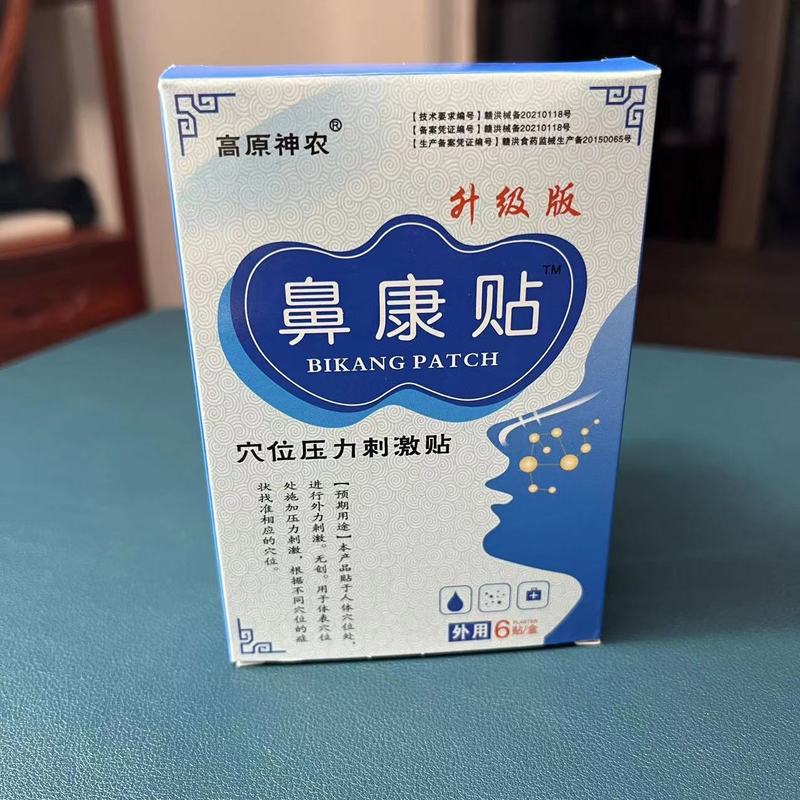 高原神农®
【技术要求编号】赣洪械备20210118号
【备案凭证编号】赣洪械备20210118号
【生产备案凭证编号】赣洪食药监械生产备20150065号
升级版
鼻康贴™
BIKANG PATCH
穴位压力刺激贴
【预期用途】本产品贴于人体穴位处，
进行外力刺激。无创。用于体表穴位
处施加压力刺激，根据不同穴位的症
状找准相应的穴位。
外用 6贴/盒
PLASTER